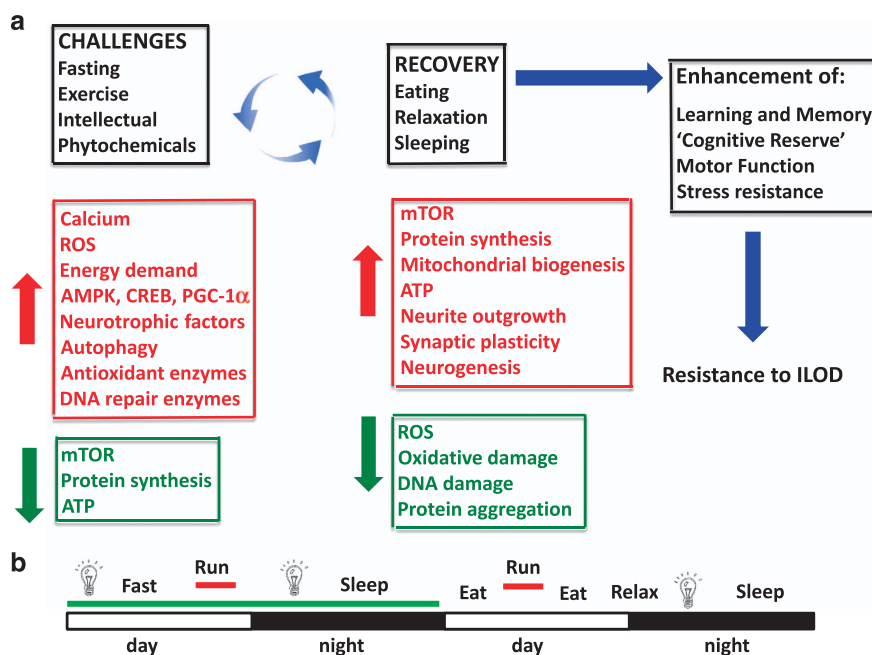 a
CHALLENGES
Fasting
Exercise
Intellectual
Phytochemicals
RECOVERY
Eating
Relaxation
Sleeping
Enhancement of:
Learning and Memory
‘Cognitive Reserve’
Motor Function
Stress resistance
Calcium
ROS
Energy demand
AMPK, CREB, PGC-1α
Neurotrophic factors
Autophagy
Antioxidant enzymes
DNA repair enzymes
mTOR
Protein synthesis
Mitochondrial biogenesis
ATP
Neurite outgrowth
Synaptic plasticity
Neurogenesis
Resistance to ILOD
mTOR
Protein synthesis
ATP
ROS
Oxidative damage
DNA damage
Protein aggregation
b
Fast Run Sleep Eat Run Eat Relax Sleep
day night day night